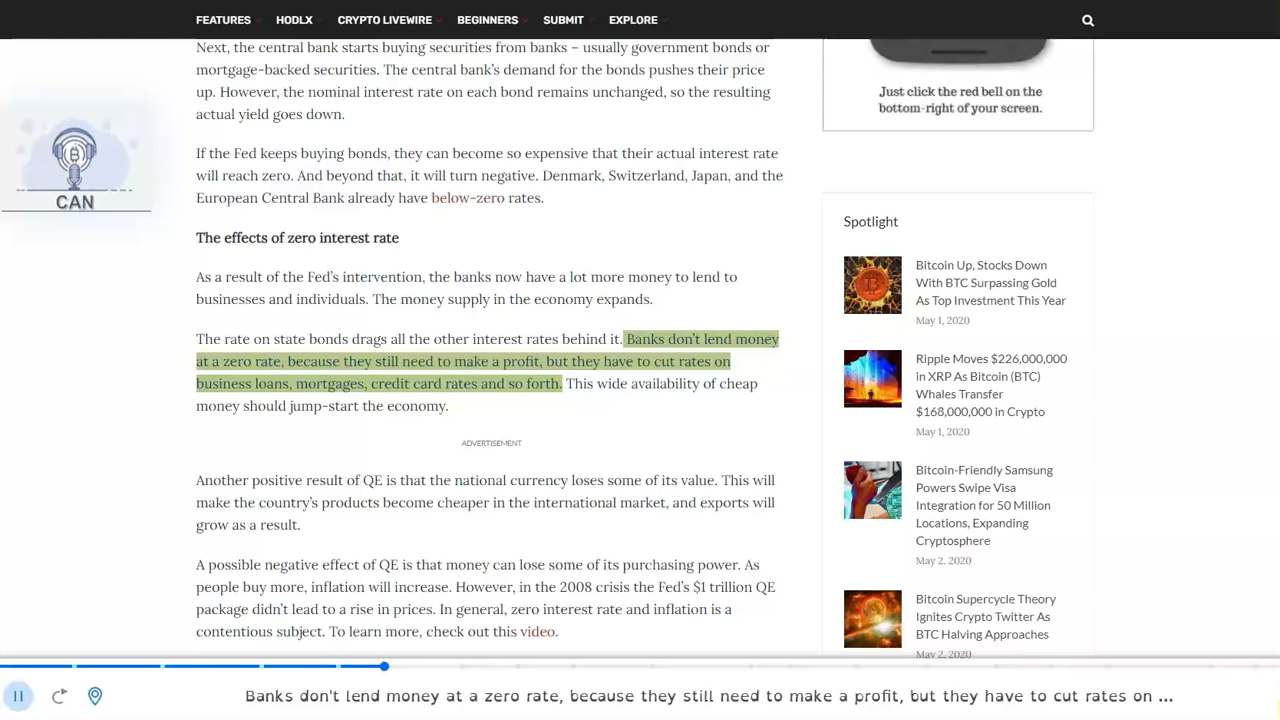 FEATURES HODLX CRYPTO LIVEWIRE BEGINNERS SUBMIT EXPLORE
Next, the central bank starts buying securities from banks – usually government bonds or
mortgage-backed securities. The central bank's demand for the bonds pushes their price
up. However, the nominal interest rate on each bond remains unchanged, so the resulting
actual yield goes down.
If the Fed keeps buying bonds, they can become so expensive that their actual interest rate
will reach zero. And beyond that, it will turn negative. Denmark, Switzerland, Japan, and the
European Central Bank already have below-zero rates.
The effects of zero interest rate
As a result of the Fed's intervention, the banks now have a lot more money to lend to
businesses and individuals. The money supply in the economy expands.
The rate on state bonds drags all the other interest rates behind it. Banks don't lend money
at a zero rate, because they still need to make a profit, but they have to cut rates on
business loans, mortgages, credit card rates and so forth. This wide availability of cheap
money should jump-start the economy.
ADVERTISEMENT
Another positive result of QE is that the national currency loses some of its value. This will
make the country's products become cheaper in the international market, and exports will
grow as a result.
A possible negative effect of QE is that money can lose some of its purchasing power. As
people buy more, inflation will increase. However, in the 2008 crisis the Fed's $1 trillion QE
package didn't lead to a rise in prices. In general, zero interest rate and inflation is a
contentious subject. To learn more, check out this video.
CAN
Just click the red bell on the
bottom-right of your screen.
Spotlight
Bitcoin Up, Stocks Down
With BTC Surpassing Gold
As Top Investment This Year
May 1, 2020
Ripple Moves $226,000,000
in XRP As Bitcoin (BTC)
Whales Transfer
$168,000,000 in Crypto
May 1, 2020
Bitcoin-Friendly Samsung
Powers Swipe Visa
Integration for 50 Million
Locations, Expanding
Cryptosphere
May 2, 2020
Bitcoin Supercycle Theory
Ignites Crypto Twitter As
BTC Halving Approaches
May 2, 2020
Banks don't lend money at a zero rate, because they still need to make a profit, but they have to cut rates on ...